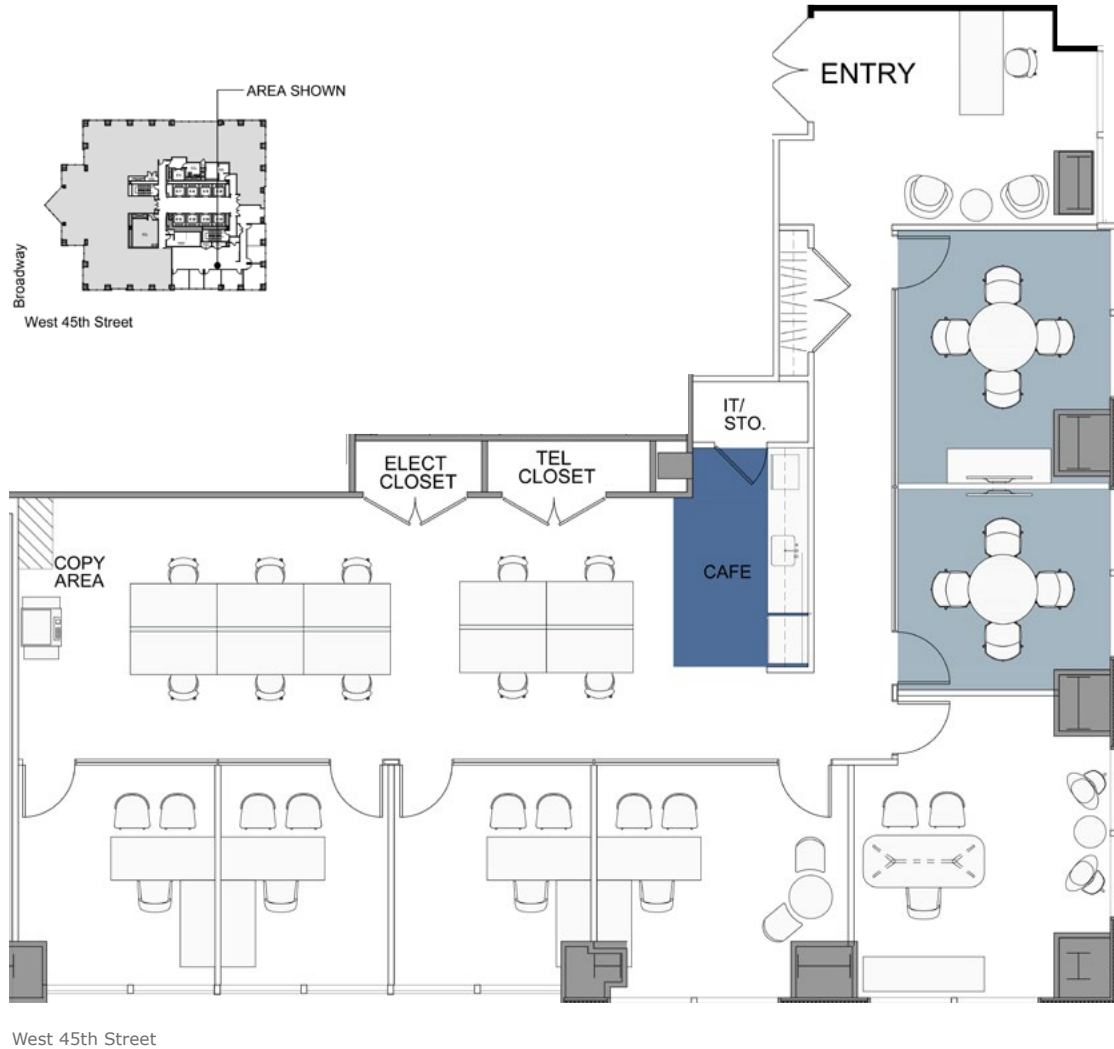 ENTRY
AREA SHOWN
Broadway
West 45th Street
IT/
STO.
ELECT
CLOSET
TEL
CLOSET
COPY
AREA
CAFE
West 45th Street